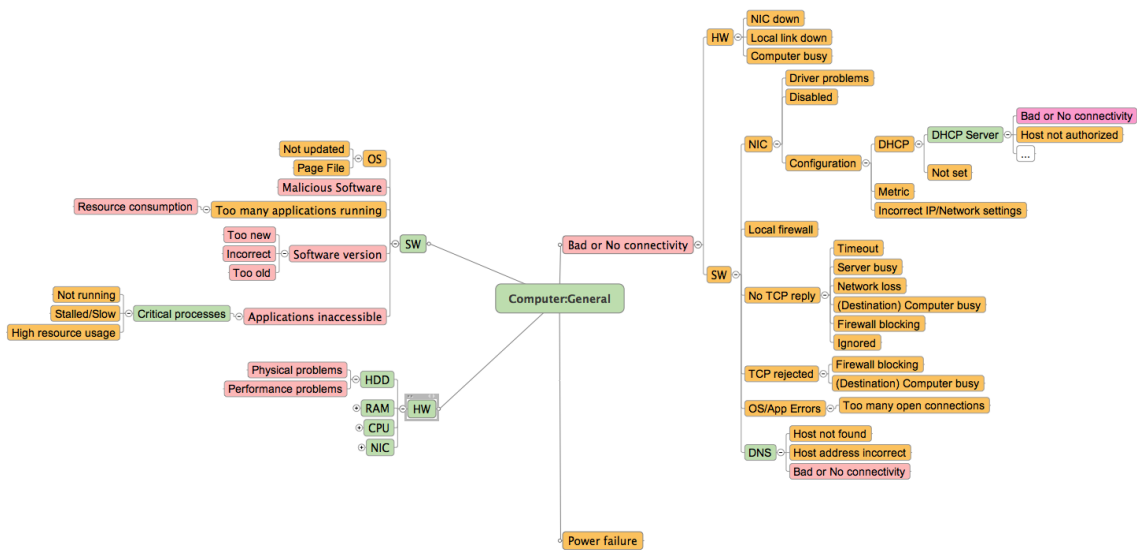 Computer:General
Bad or No connectivity
HW
NIC down
Local link down
Computer busy
SW
NIC
Driver problems
Disabled
Configuration
DHCP
DHCP Server
Bad or No connectivity
Host not authorized
...
Not set
Metric
Incorrect IP/Network settings
Local firewall
No TCP reply
Timeout
Server busy
Network loss
(Destination) Computer busy
Firewall blocking
Ignored
TCP rejected
Firewall blocking
(Destination) Computer busy
OS/App Errors
Too many open connections
DNS
Host not found
Host address incorrect
Bad or No connectivity
Power failure
SW
OS
Not updated
Page File
Malicious Software
Too many applications running
Resource consumption
Software version
Too new
Incorrect
Too old
Applications inaccessible
Critical processes
Not running
Stalled/Slow
High resource usage
HW
HDD
Physical problems
Performance problems
RAM
CPU
NIC